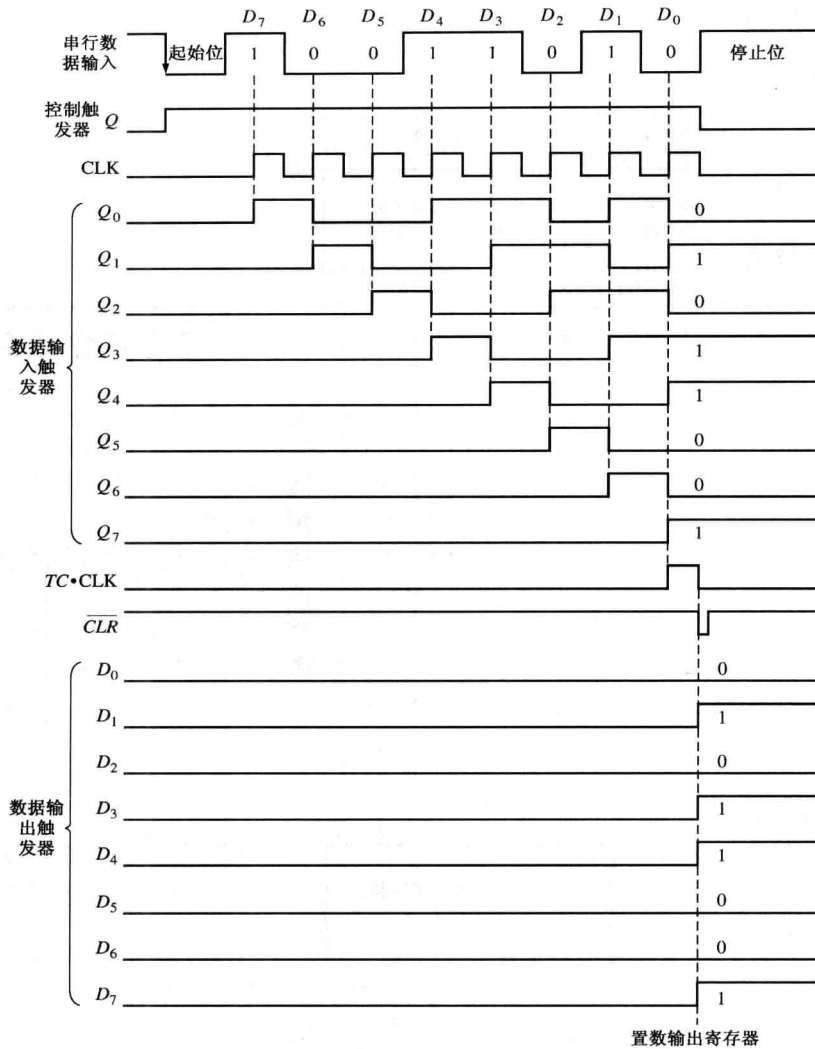 D7 D6 D5 D4 D3 D2 D1 D0
串行数
据输入
起始位 1 0 0 1 1 0 1 0 停止位
控制触
发器 Q
CLK
数据输
入触
发器
Q0 0
Q1 1
Q2 0
Q3 1
Q4 1
Q5 0
Q6 0
Q7 1
TC•CLK
C̅L̅R̅
数据输
出触
发器
D0 0
D1 1
D2 0
D3 1
D4 1
D5 0
D6 0
D7 1
置数输出寄存器